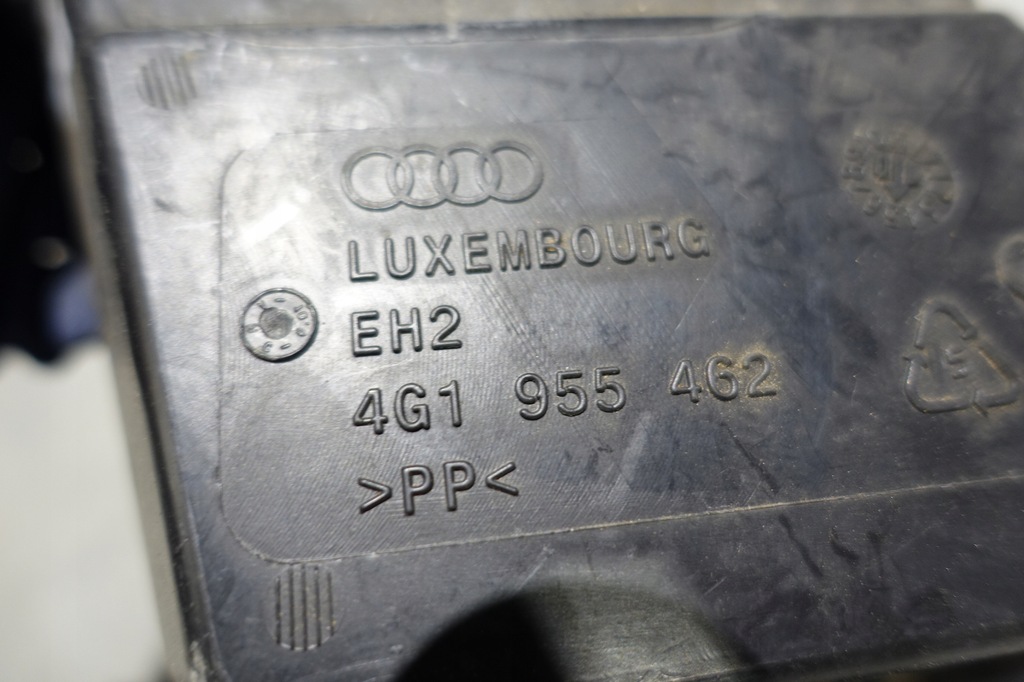 LUXEMBOURG
EH2
4G1 955 462
>PP<